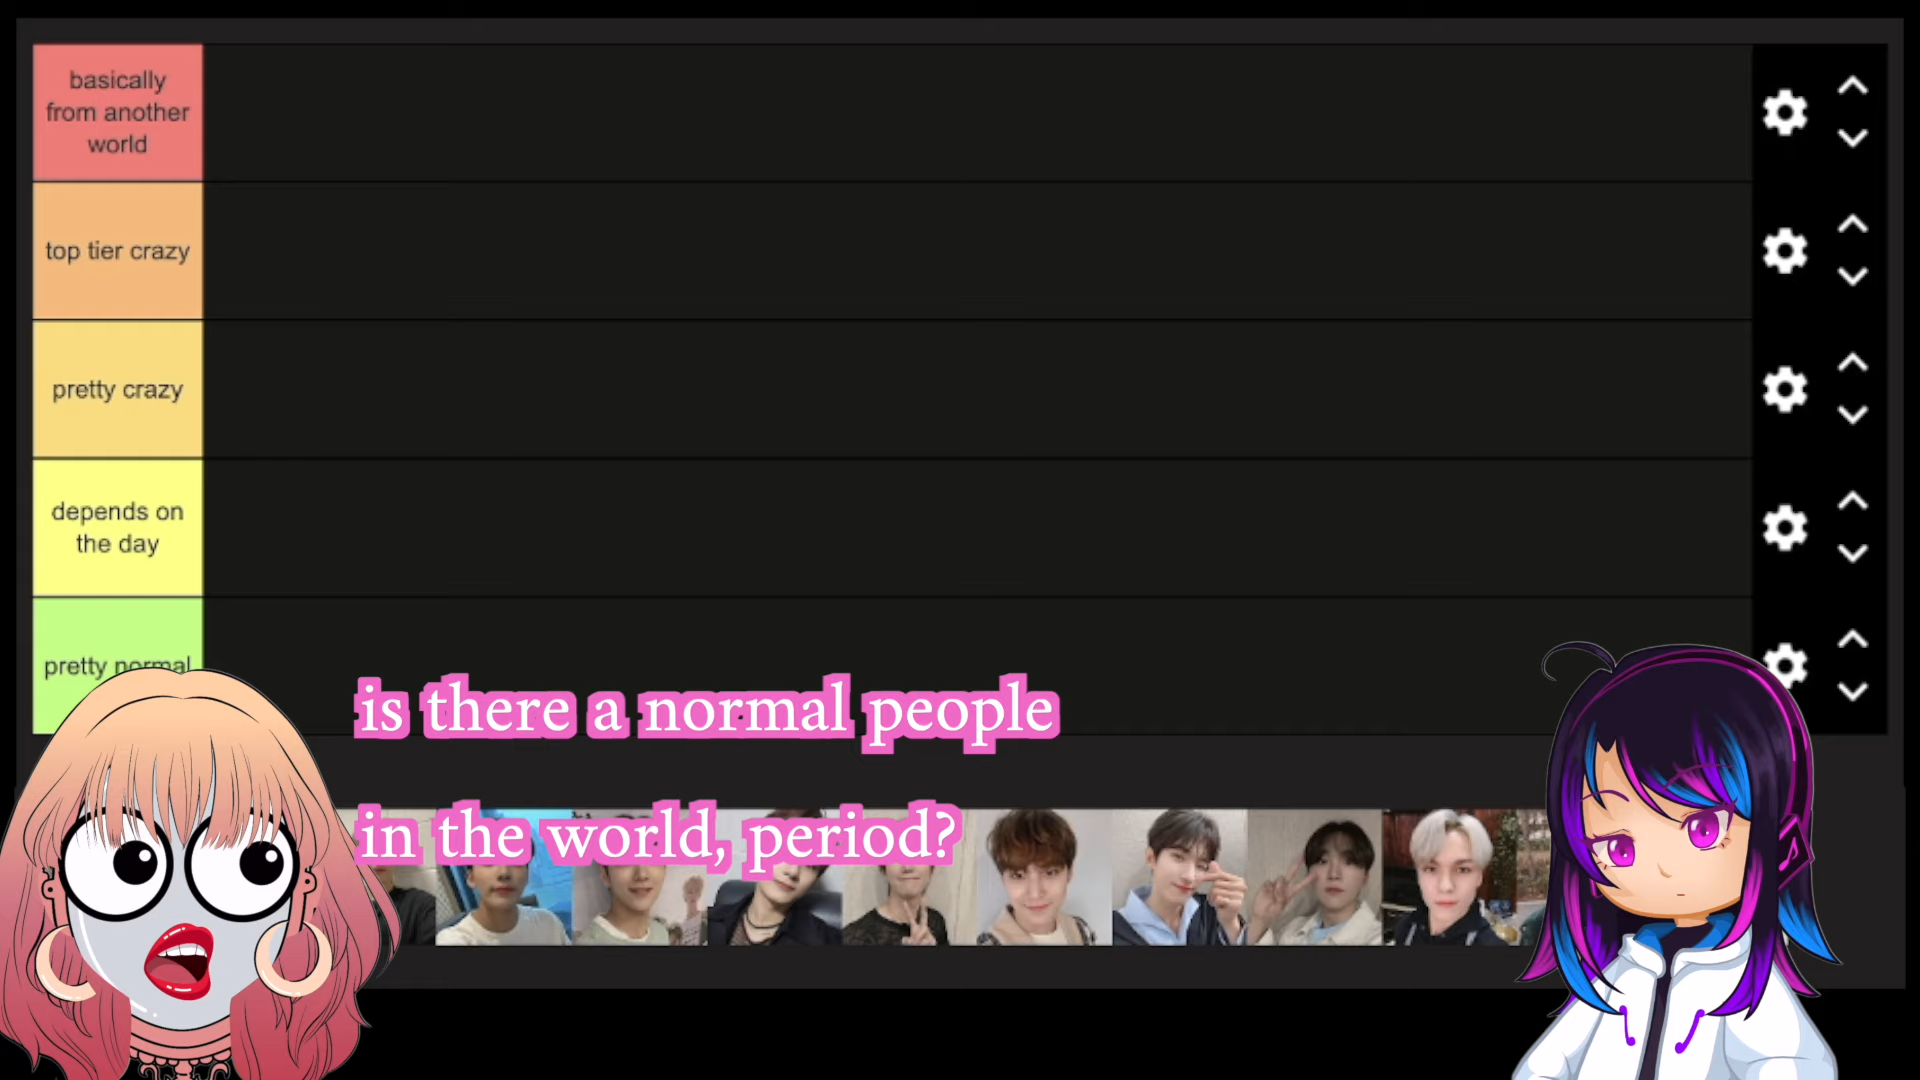 basically
from another
world
top tier crazy
pretty crazy
depends on
the day
pretty normal
is there a normal people
in the world, period?